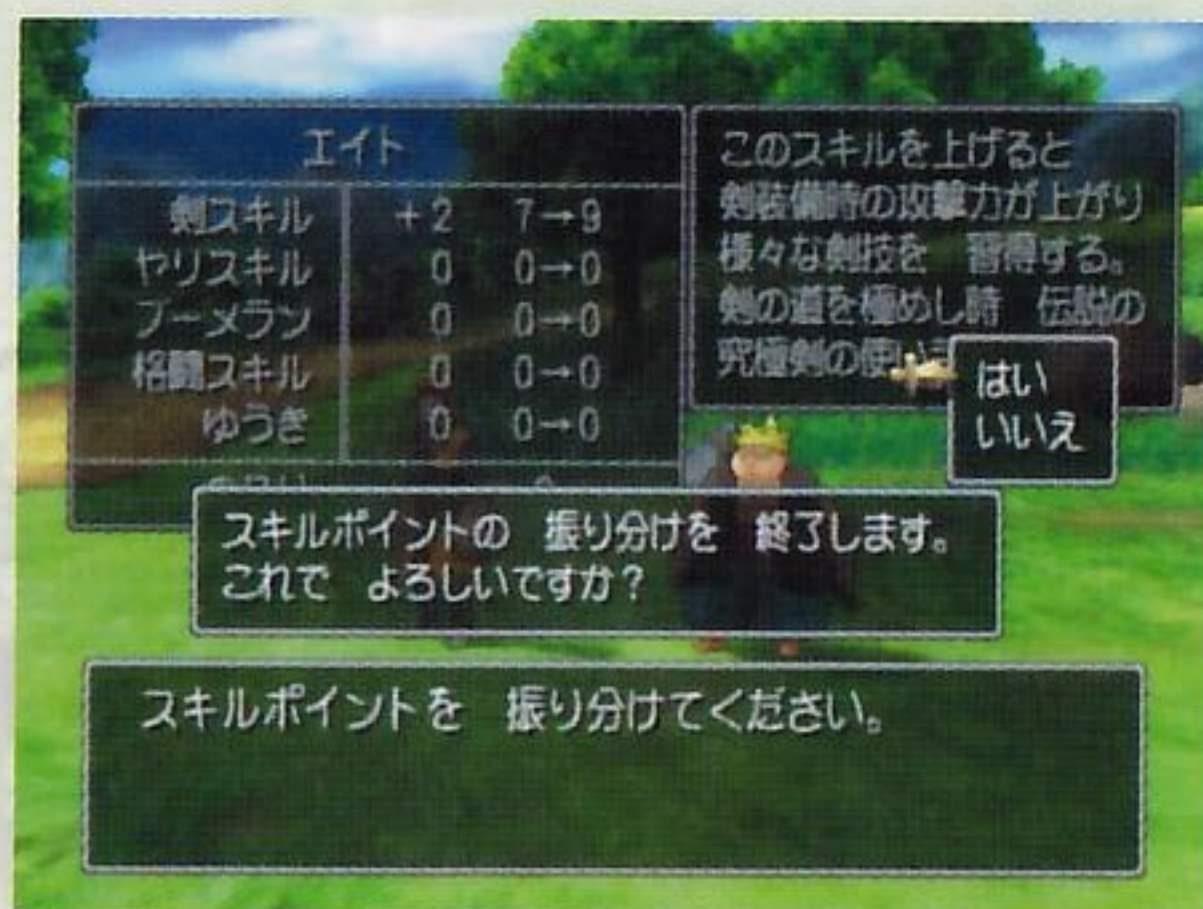 エイト
剣スキル +2 7→9
ヤリスキル 0 0→0
ブーメラン 0 0→0
格闘スキル 0 0→0
ゆうき 0 0→0
このスキルを上げると
剣装備時の攻撃力が上がり
様々な剣技を 習得する。
剣の道を極めし時 伝説の
究極剣の使い
はい
いいえ
スキルポイントの 振り分けを 終了します。
これで よろしいですか?
スキルポイントを 振り分けてください。